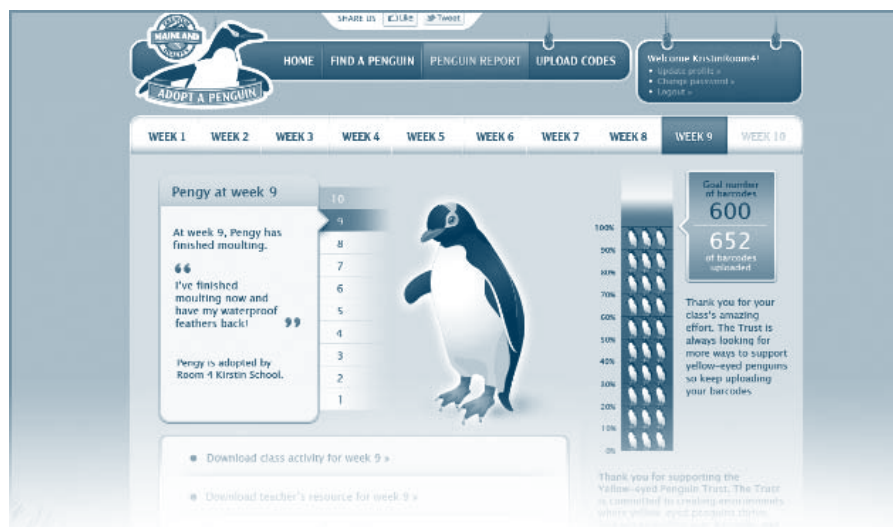 SHARE US Like Tweet
MAINLAND
ADOPT A PENGUIN
HOME FIND A PENGUIN PENGUIN REPORT UPLOAD CODES
Welcome KristinRoom4!
• Update profile »
• Change password »
• Logout »
WEEK 1 WEEK 2 WEEK 3 WEEK 4 WEEK 5 WEEK 6 WEEK 7 WEEK 8 WEEK 9 WEEK 10
Pengy at week 9
At week 9, Pengy has
finished moulting.
“
I've finished
moulting now and
have my waterproof
feathers back! ”
Pengy is adopted by
Room 4 Kirstin School.
10
9
8
7
6
5
4
3
2
1
100%
90%
80%
70%
60%
50%
40%
30%
20%
10%
0%
Goal number
of barcodes
600
652
of barcodes
uploaded
Thank you for your
class's amazing
effort. The Trust is
always looking for
more ways to support
yellow-eyed penguins
so keep uploading
your barcodes
• Download class activity for week 9 »
• Download teacher's resource for week 9 »
Thank you for supporting the
Yellow-eyed Penguin Trust. The Trust
is committed to creating environments
where yellow-eyed penguins thrive.